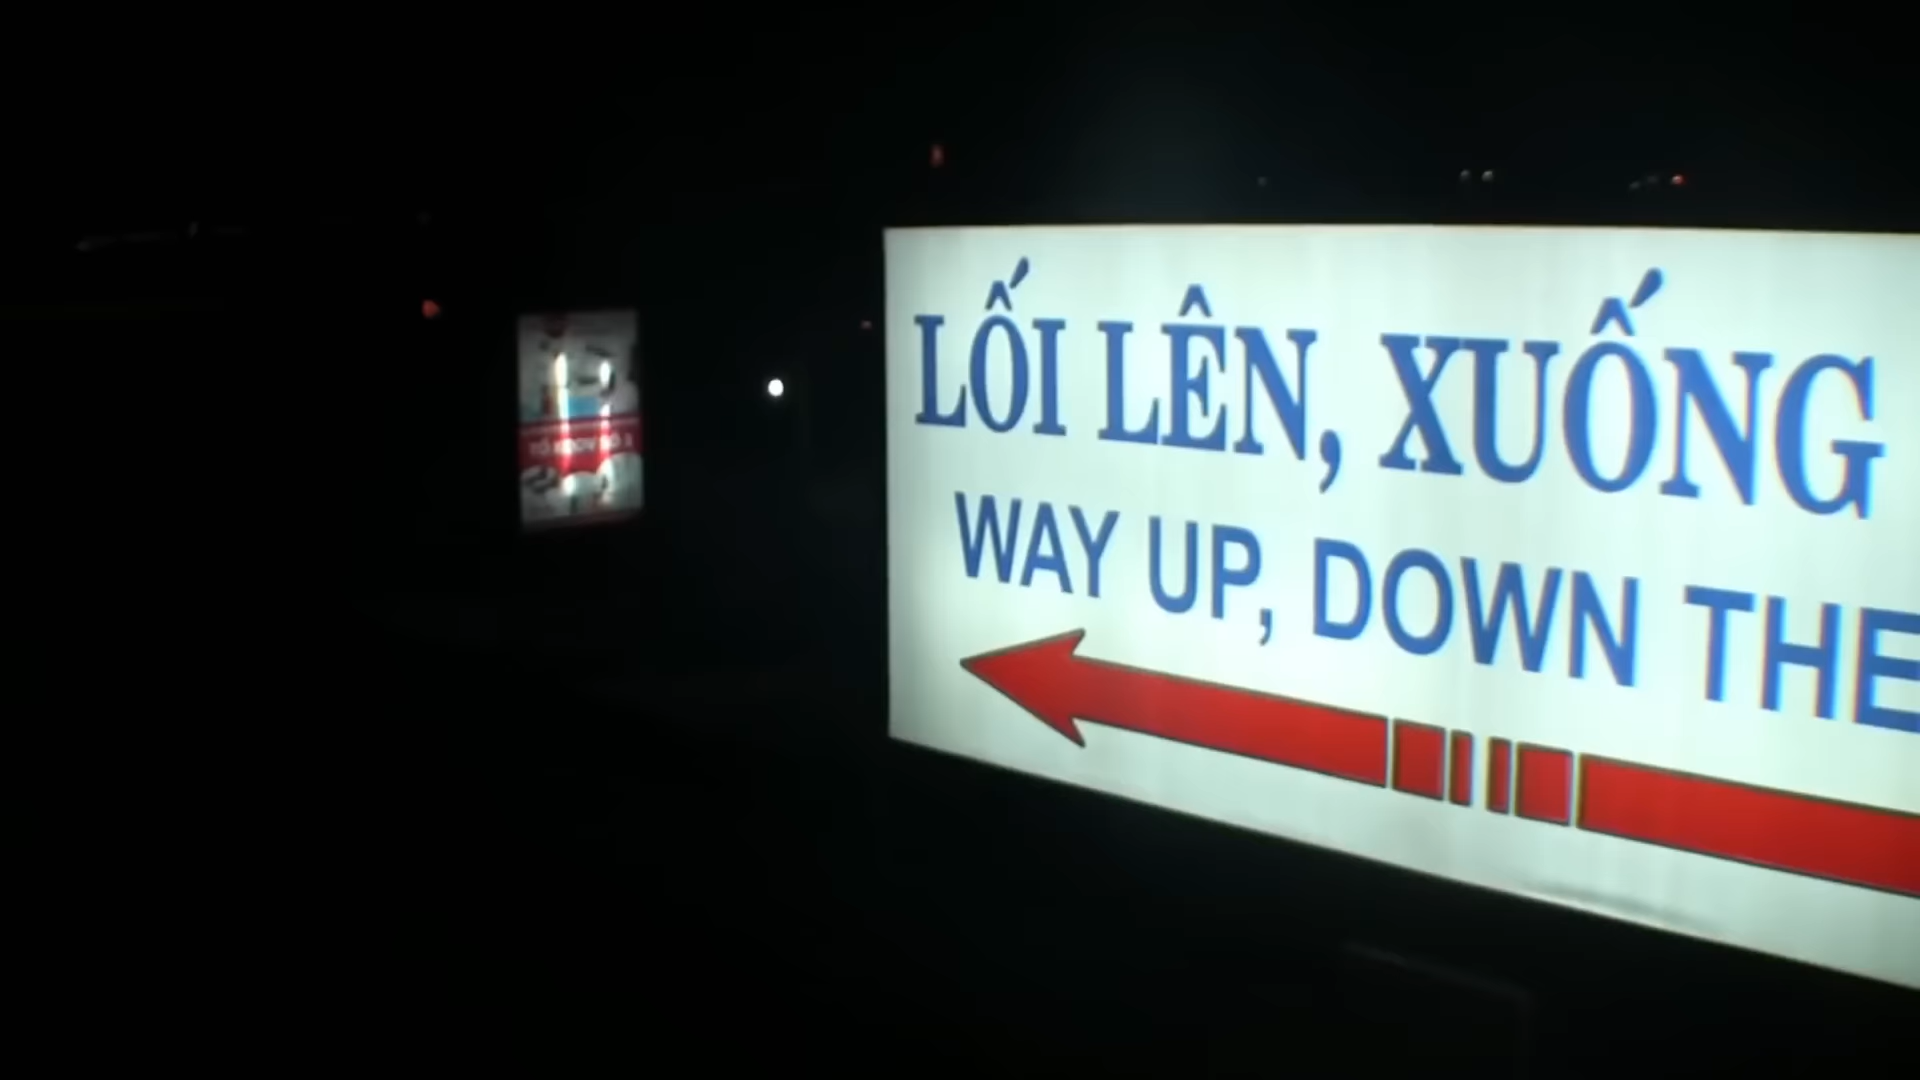 LỐI LÊN, XUỐNG
WAY UP, DOWN THE